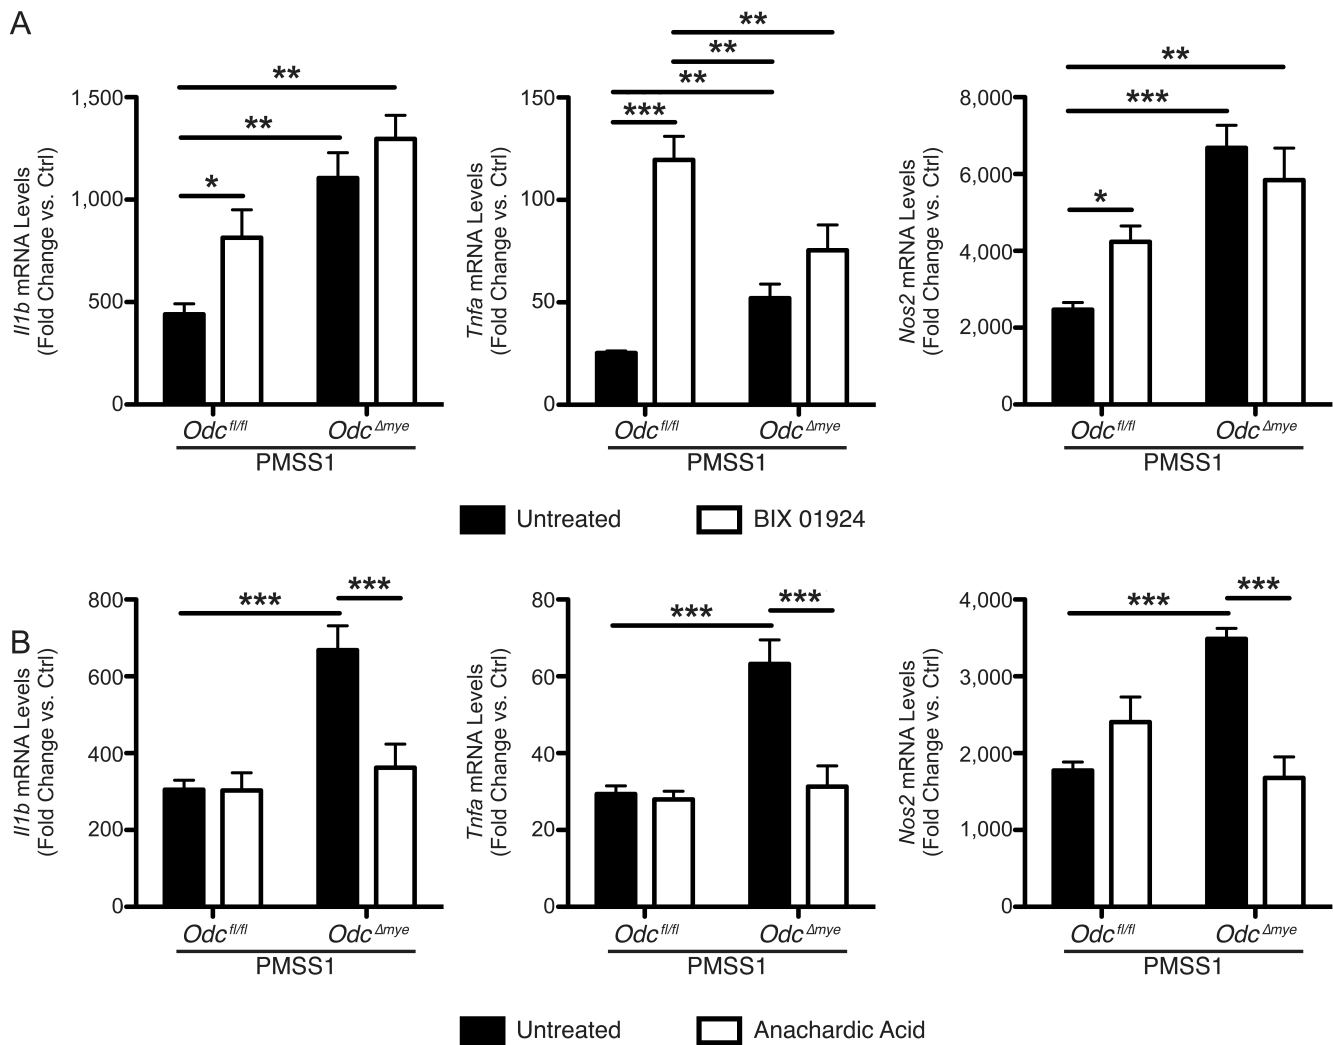 A
** 
** 
*
1,500
1,000
500
0
Il1b mRNA Levels
(Fold Change vs. Ctrl)
Odc fl/fl Odc Δmye
PMSS1
**
**
**
***
150
100
50
0
Tnfa mRNA Levels
(Fold Change vs. Ctrl)
Odc fl/fl Odc Δmye
PMSS1
**
***
*
8,000
6,000
4,000
2,000
0
Nos2 mRNA Levels
(Fold Change vs. Ctrl)
Odc fl/fl Odc Δmye
PMSS1
Untreated BIX 01924
B
***
***
800
600
400
200
0
Il1b mRNA Levels
(Fold Change vs. Ctrl)
Odc fl/fl Odc Δmye
PMSS1
***
***
80
60
40
20
0
Tnfa mRNA Levels
(Fold Change vs. Ctrl)
Odc fl/fl Odc Δmye
PMSS1
***
***
4,000
3,000
2,000
1,000
0
Nos2 mRNA Levels
(Fold Change vs. Ctrl)
Odc fl/fl Odc Δmye
PMSS1
Untreated Anachardic Acid